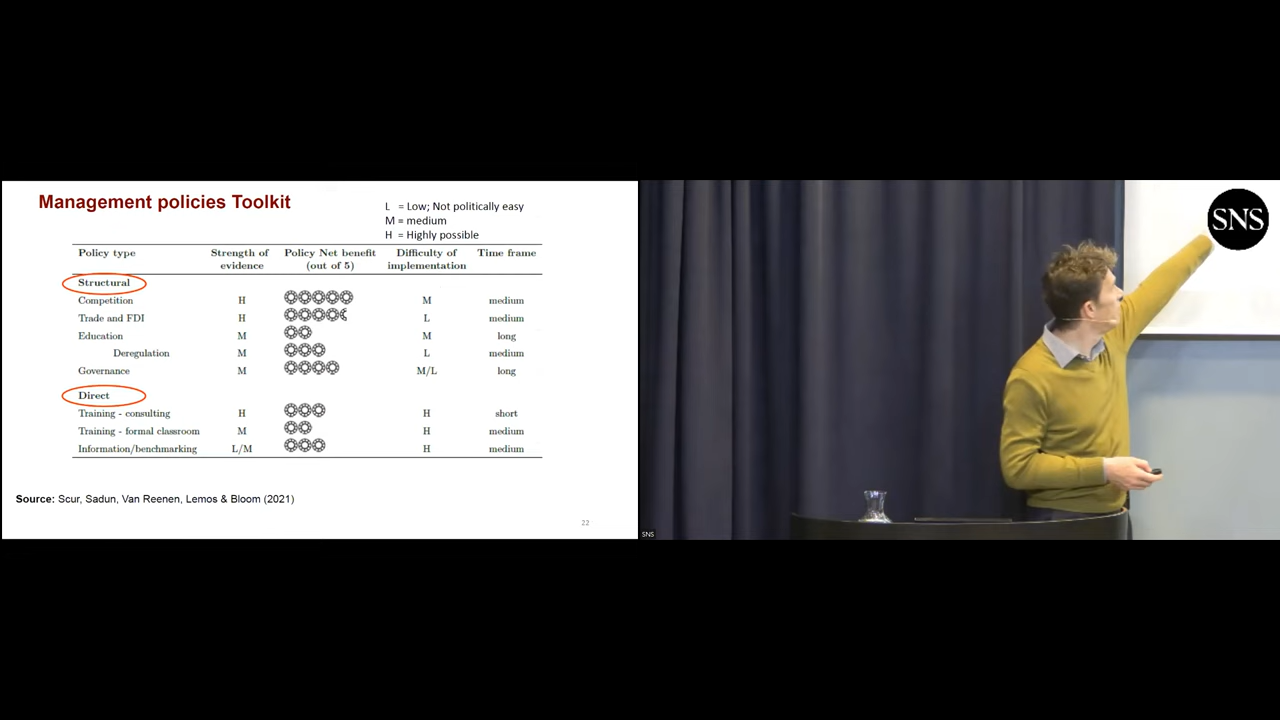 Management policies Toolkit
L = Low; Not politically easy
M = medium
H = Highly possible
Policy type Strength of evidence Policy Net benefit (out of 5) Difficulty of implementation Time frame
Structural
Competition H M medium
Trade and FDI H L medium
Education M M long
Deregulation M L medium
Governance M M/L long
Direct
Training - consulting H H short
Training - formal classroom M H medium
Information/benchmarking L/M H medium
Source: Scur, Sadun, Van Reenen, Lemos & Bloom (2021)
22
SNS
SNS